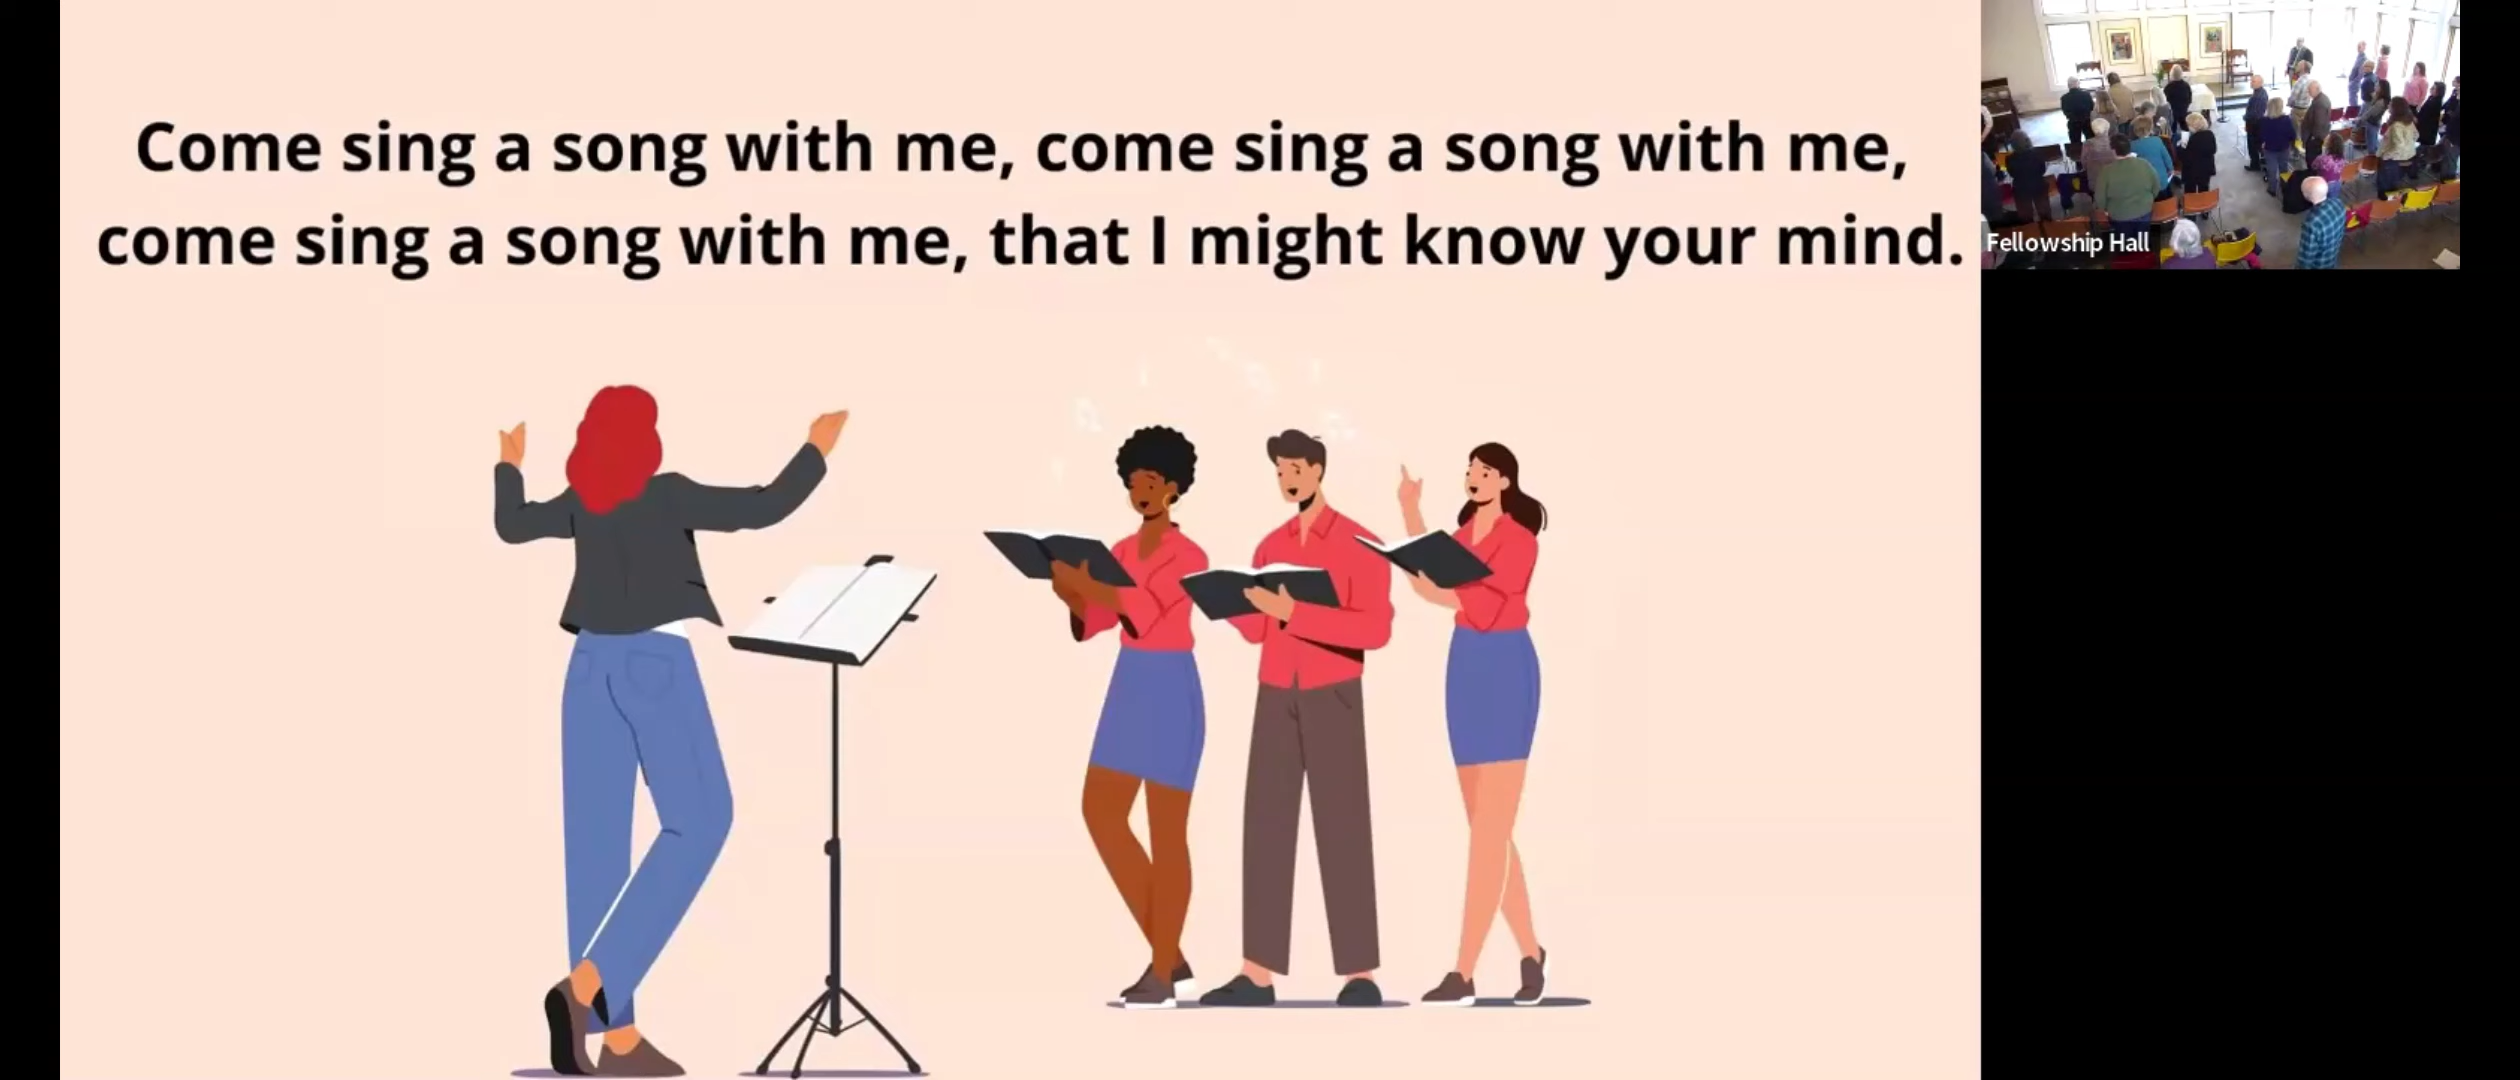 Come sing a song with me, come sing a song with me,
come sing a song with me, that I might know your mind.
Fellowship Hall